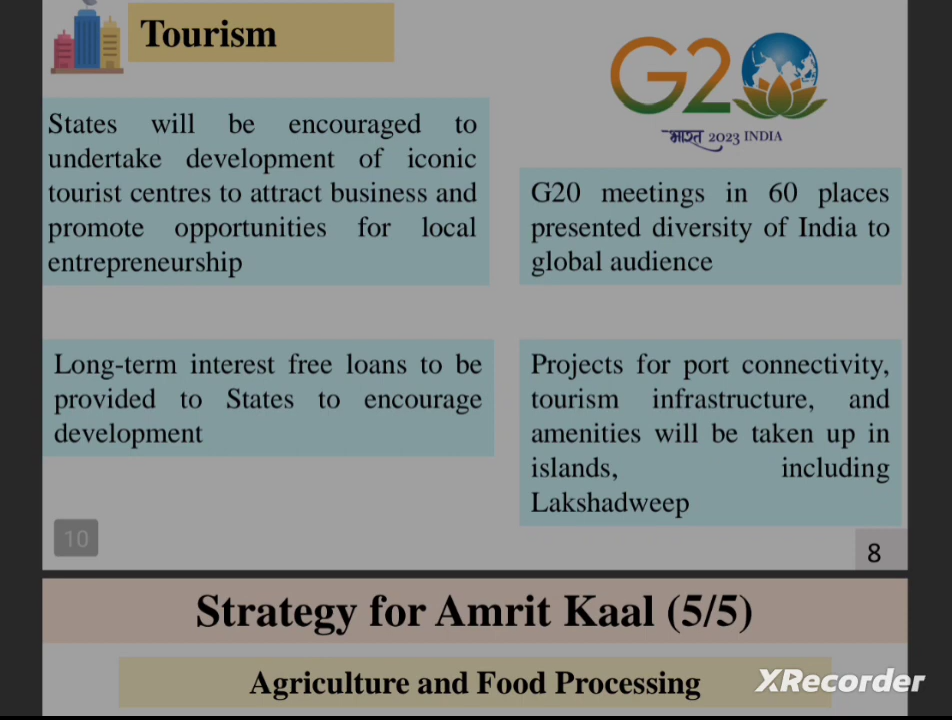 Tourism
G20
भारत 2023 INDIA
States will be encouraged to
undertake development of iconic
tourist centres to attract business and
promote opportunities for local
entrepreneurship
G20 meetings in 60 places
presented diversity of India to
global audience
Long-term interest free loans to be
provided to States to encourage
development
Projects for port connectivity,
tourism infrastructure, and
amenities will be taken up in
islands, including
Lakshadweep
10
8
Strategy for Amrit Kaal (5/5)
Agriculture and Food Processing
XRecorder